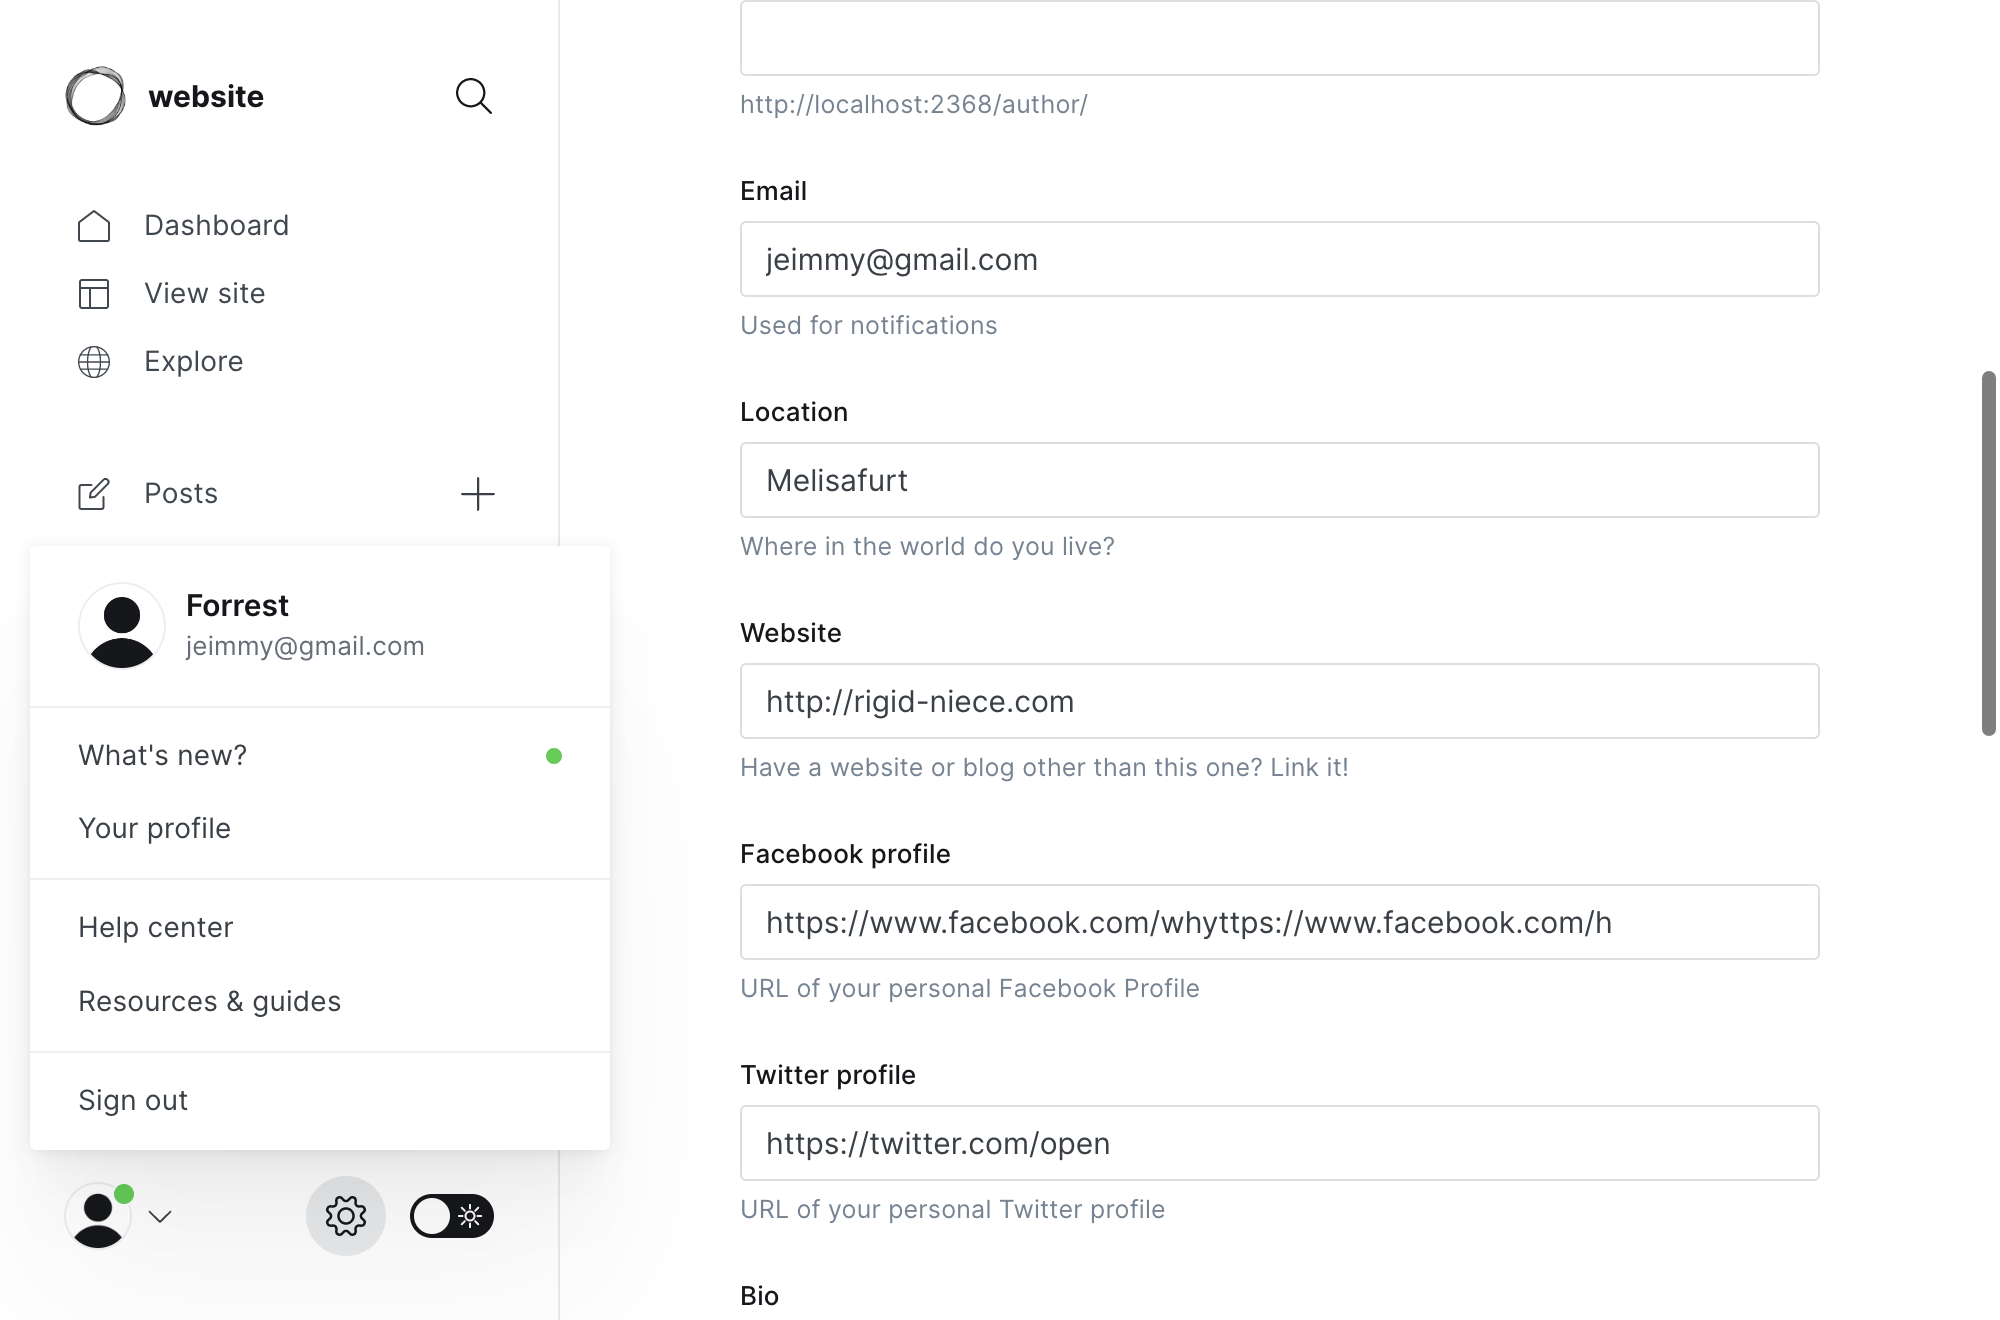 website
Dashboard
View site
Explore
Posts
Forrest
jeimmy@gmail.com
What's new?
Your profile
Help center
Resources & guides
Sign out
http://localhost:2368/author/
Email
jeimmy@gmail.com
Used for notifications
Location
Melisafurt
Where in the world do you live?
Website
http://rigid-niece.com
Have a website or blog other than this one? Link it!
Facebook profile
https://www.facebook.com/whyttps://www.facebook.com/h
URL of your personal Facebook Profile
Twitter profile
https://twitter.com/open
URL of your personal Twitter profile
Bio